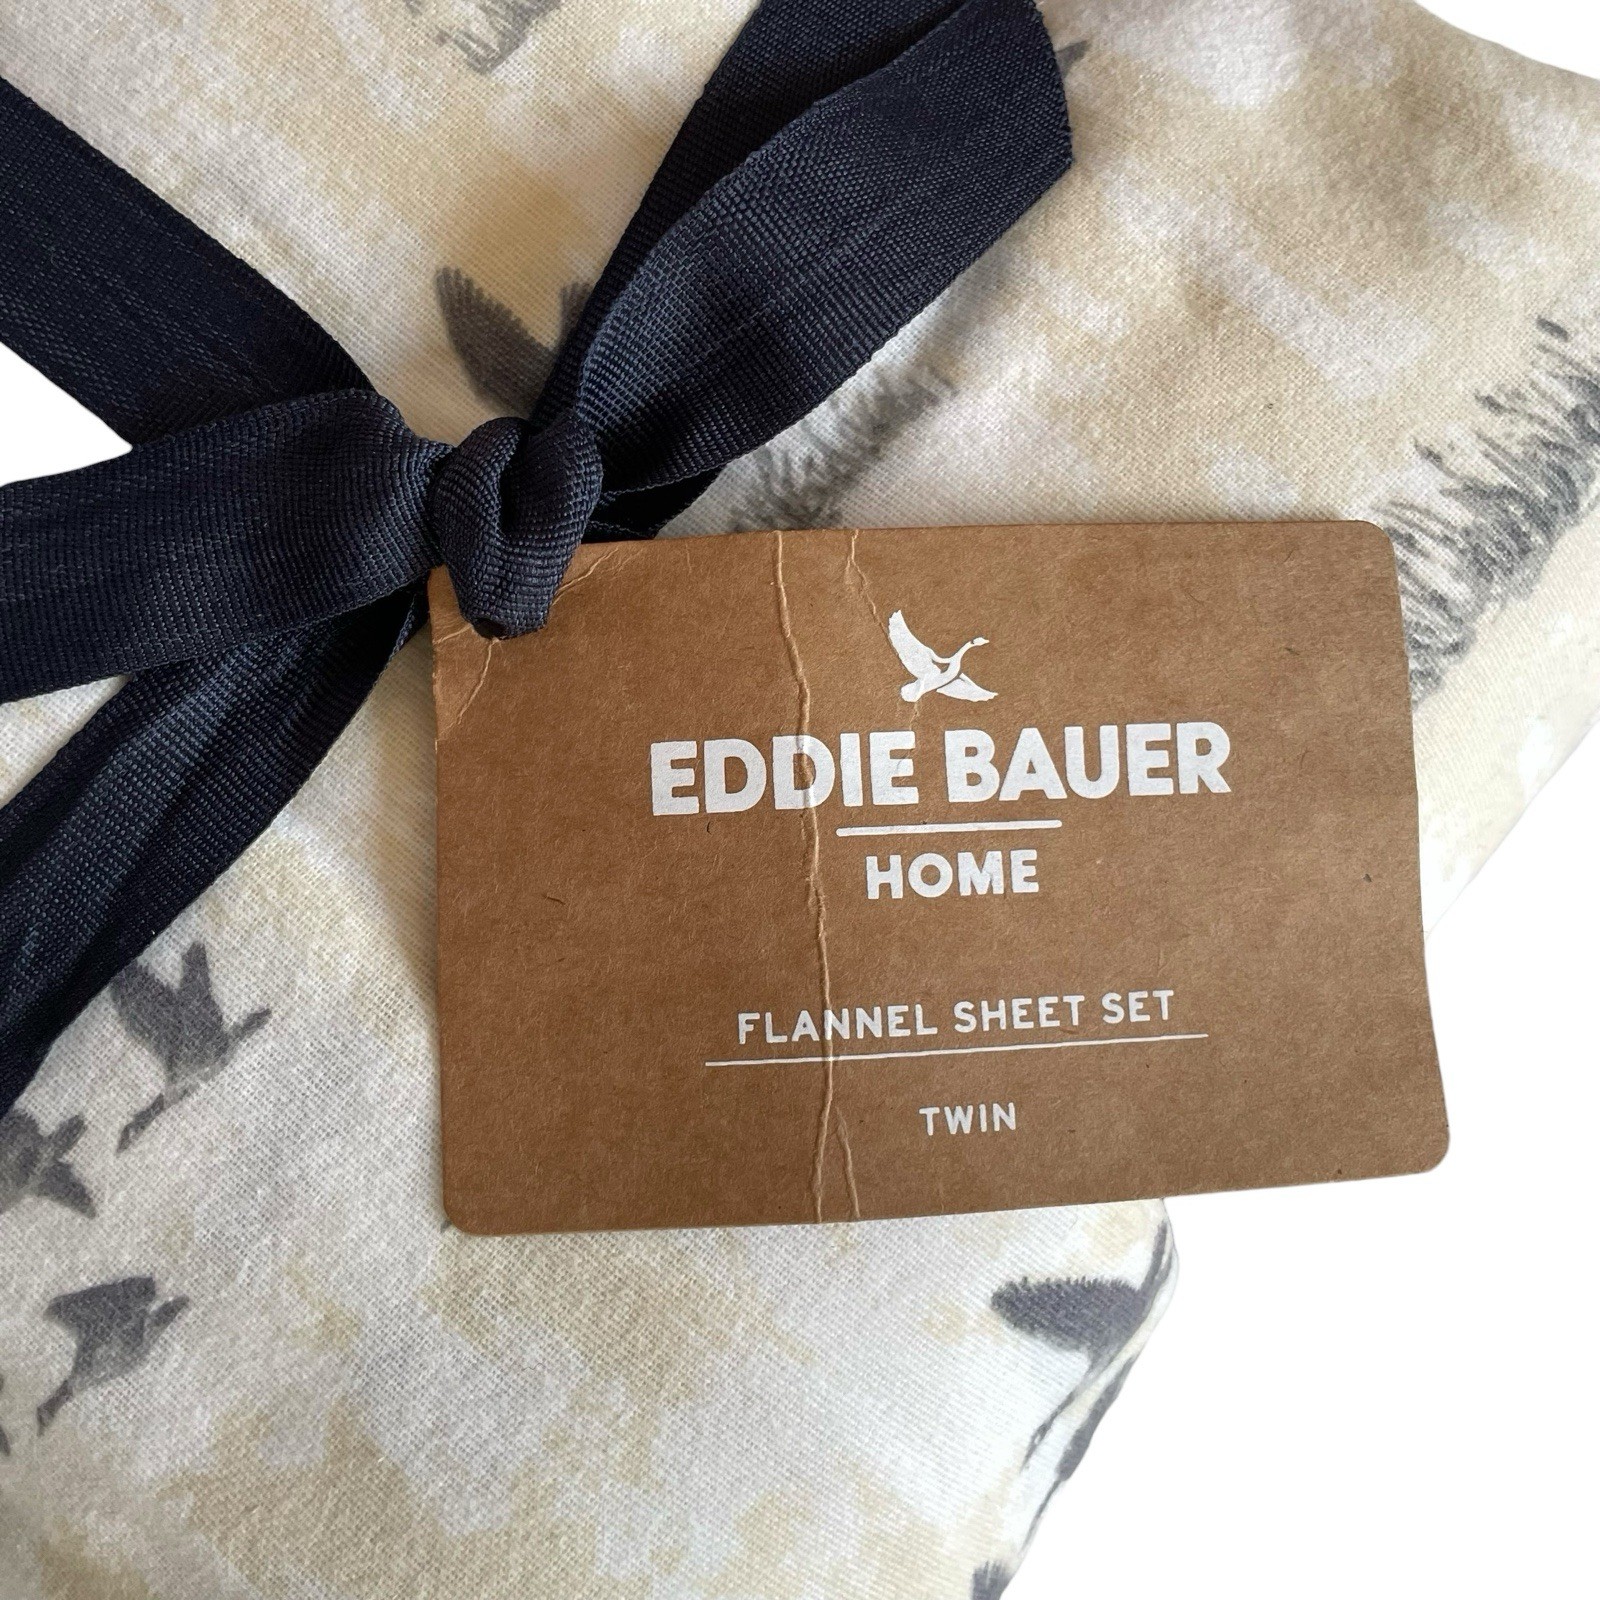 EDDIE BAUER
HOME
FLANNEL SHEET SET
TWIN